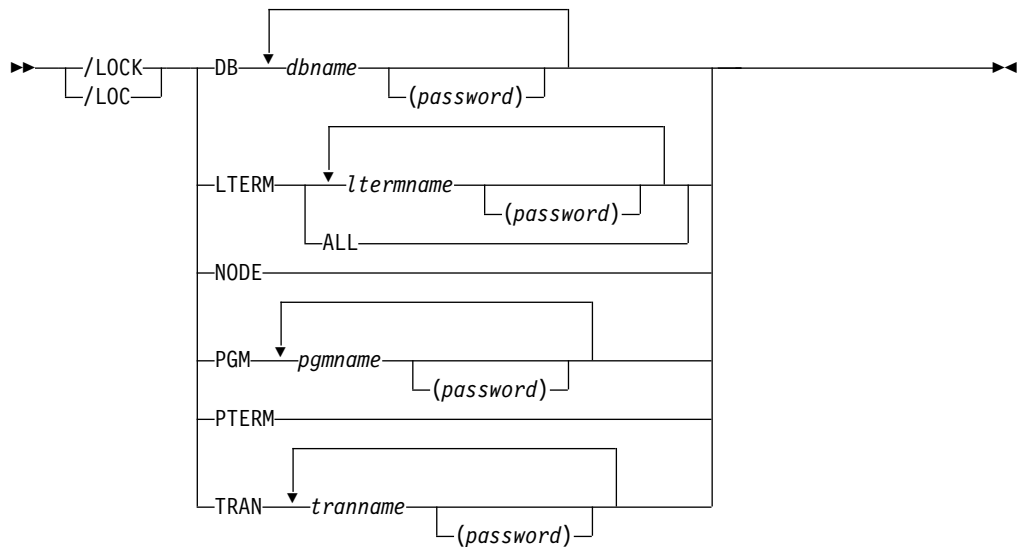 /LOCK DB dbname
/LOC (password)
LTERM ltermname
(password)
ALL
NODE
PGM pgmname
(password)
PTERM
TRAN tranname
(password)